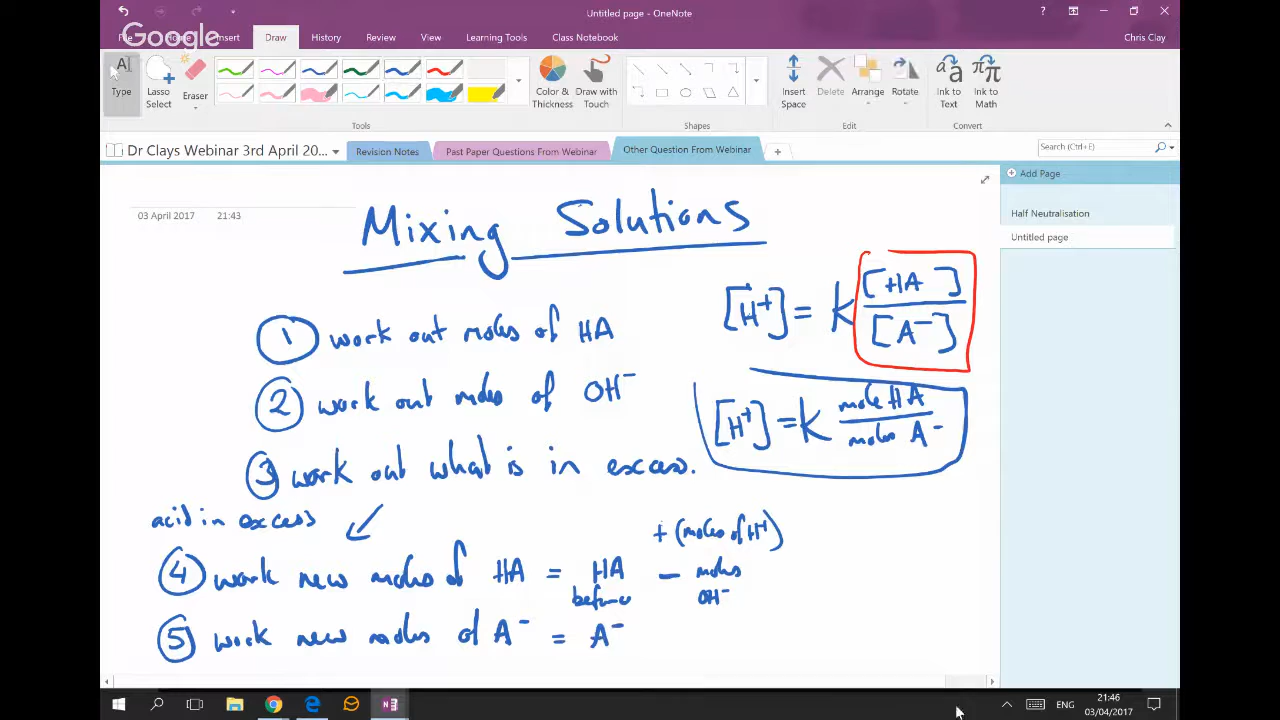 Untitled page - OneNote
?
Google
File Home Insert Draw History Review View Learning Tools Class Notebook
Chris Clay
Type
Lasso Select
Eraser
Color & Thickness
Draw with Touch
Insert Space
Delete
Arrange
Rotate
Ink to Text
Ink to Math
Tools
Shapes
Edit
Convert
Dr Clays Webinar 3rd April 20...
Revision Notes
Past Paper Questions From Webinar
Other Question From Webinar
+
Search (Ctrl+E)
Add Page
Half Neutralisation
Untitled page
03 April 2017 21:43
Mixing Solutions
[H+] = K [HA] / [A−]
① work out moles of HA
② work out moles of OH−
[H+] = K mole HA / moles A−
③ work out what is in excess.
acid in excess
+ (moles of H+)
④ work new moles of HA = HA before − moles OH−
⑤ work new moles of A− = A−
ENG
21:46
03/04/2017